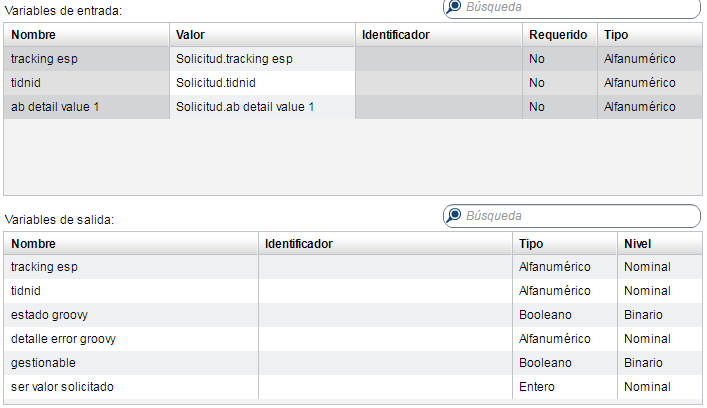 Variables de entrada:
Búsqueda
Nombre Valor Identificador Requerido Tipo
tracking esp Solicitud.tracking esp No Alfanumérico
tidnid Solicitud.tidnid No Alfanumérico
ab detail value 1 Solicitud.ab detail value 1 No Alfanumérico
Variables de salida:
Búsqueda
Nombre Identificador Tipo Nivel
tracking esp Alfanumérico Nominal
tidnid Alfanumérico Nominal
estado groovy Booleano Binario
detalle error groovy Alfanumérico Nominal
gestionable Booleano Binario
ser valor solicitado Entero Nominal